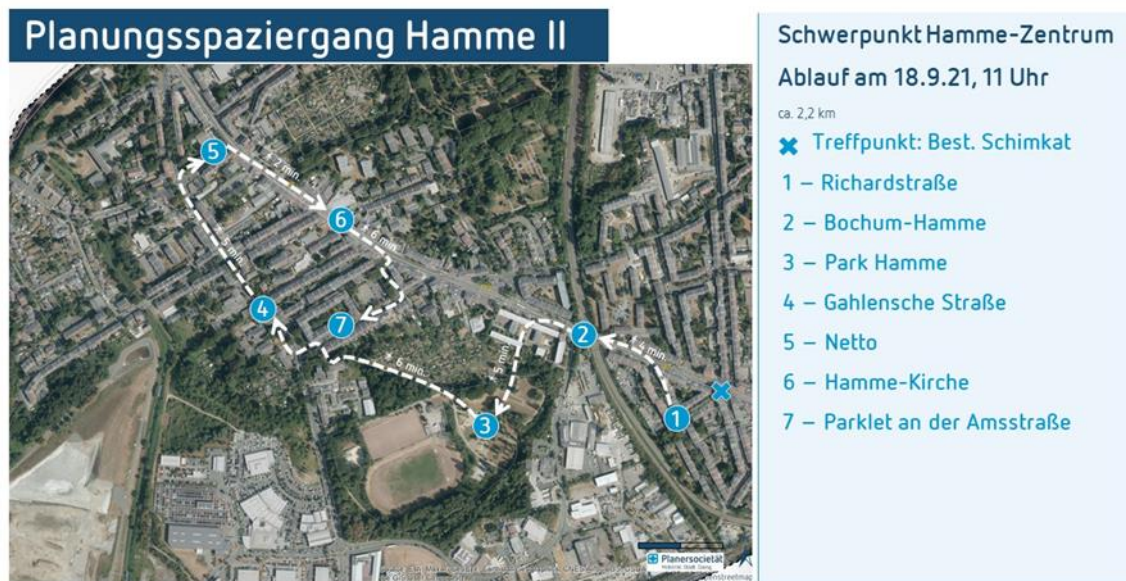 Planungsspaziergang Hamme II
Schwerpunkt Hamme-Zentrum
Ablauf am 18.9.21, 11 Uhr
ca. 2,2 km
Treffpunkt: Best. Schimkat
1 – Richardstraße
2 – Bochum-Hamme
3 – Park Hamme
4 – Gahlensche Straße
5 – Netto
6 – Hamme-Kirche
7 – Parklet an der Amsstraße
5
2 min.
6
6 min.
5 min.
4
7
2
4 min.
5 min.
6 min.
3
1
Planersocietät